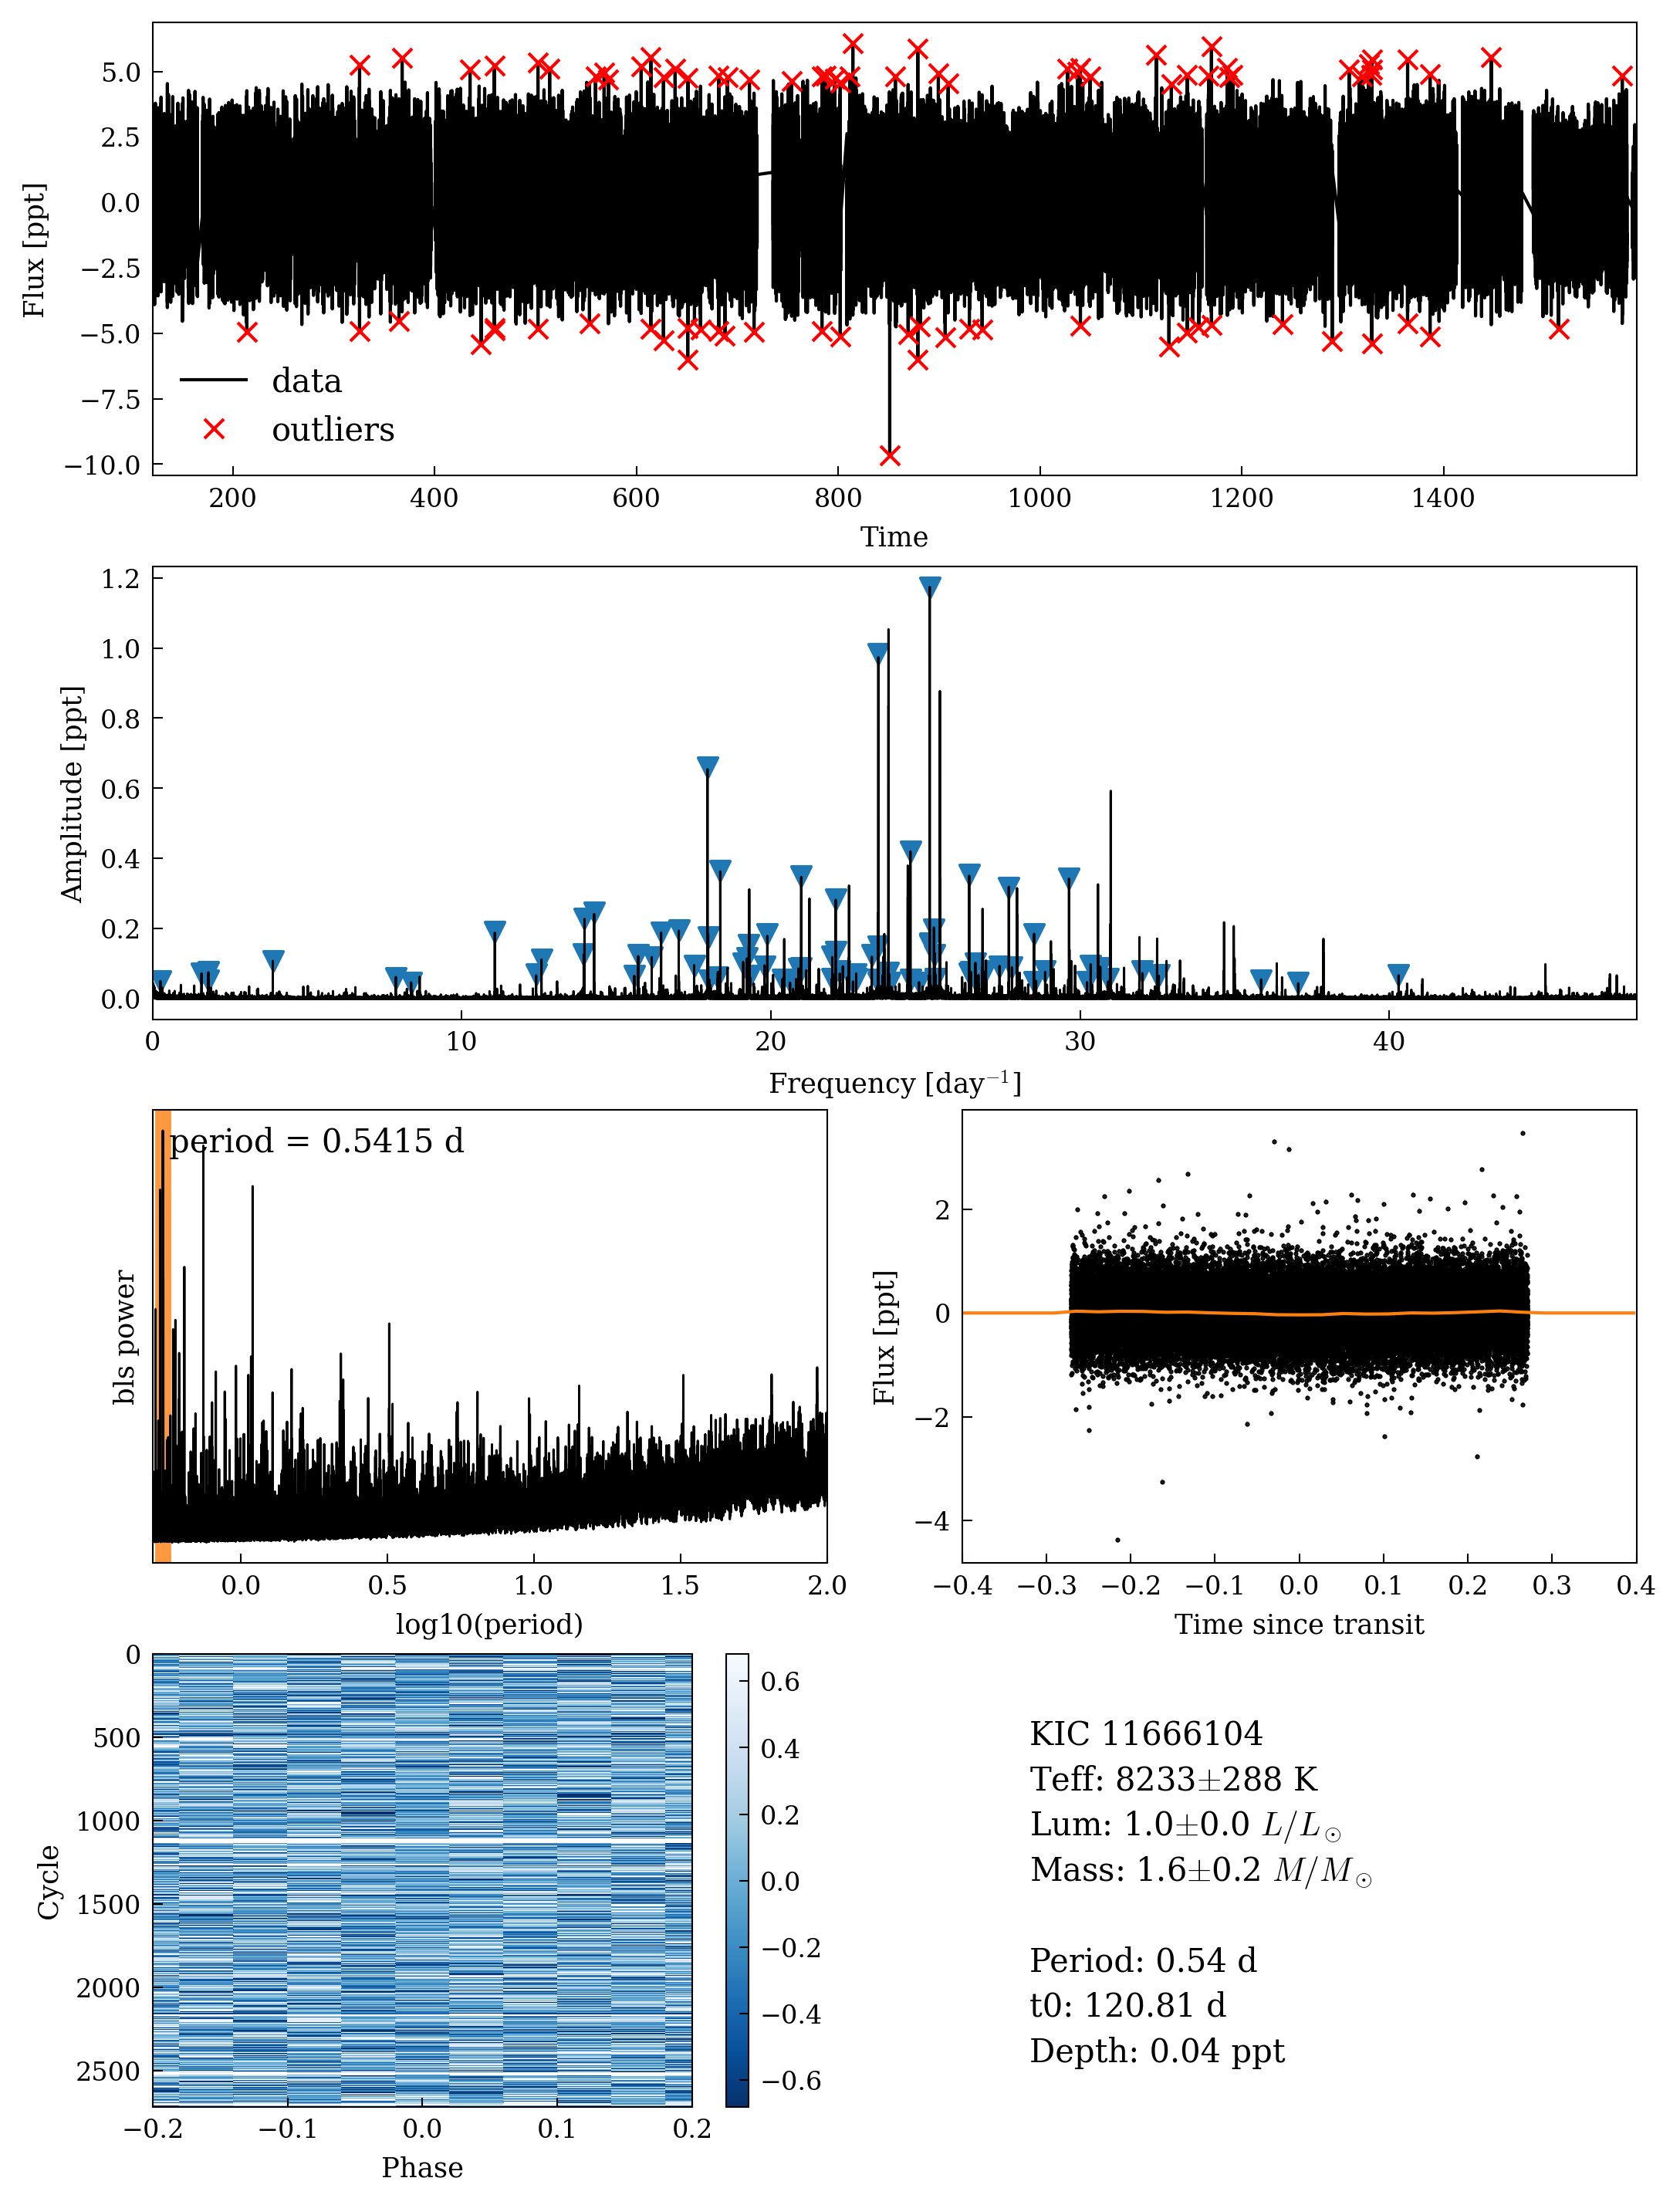 5.0
2.5
0.0
−2.5
−5.0
−7.5
−10.0
Flux [ppt]
data
outliers
200 400 600 800 1000 1200 1400
Time
1.2
1.0
0.8
0.6
0.4
0.2
0.0
Amplitude [ppt]
0 10 20 30 40
Frequency [day⁻¹]
period = 0.5415 d
bls power
0.0 0.5 1.0 1.5 2.0
log10(period)
2
0
−2
−4
Flux [ppt]
−0.4 −0.3 −0.2 −0.1 0.0 0.1 0.2 0.3 0.4
Time since transit
0
500
1000
1500
2000
2500
Cycle
−0.2 −0.1 0.0 0.1 0.2
Phase
0.6
0.4
0.2
0.0
−0.2
−0.4
−0.6
KIC 11666104
Teff: 8233±288 K
Lum: 1.0±0.0 L/L⊙
Mass: 1.6±0.2 M/M⊙
Period: 0.54 d
t0: 120.81 d
Depth: 0.04 ppt